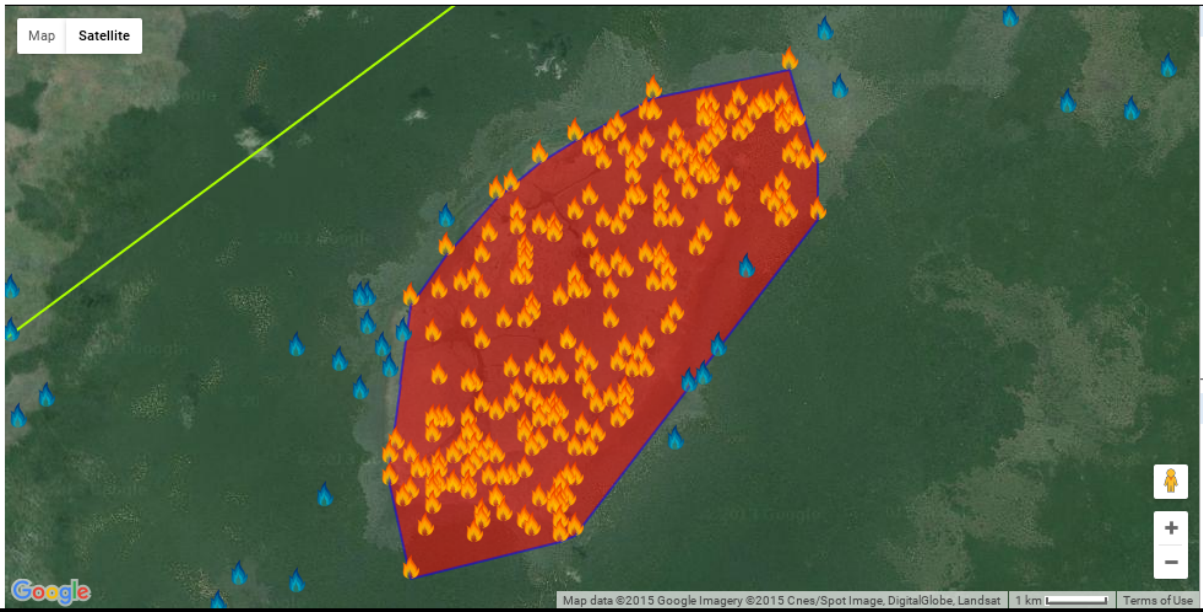 Map Satellite
Google
Map data ©2015 Google Imagery ©2015 Cnes/Spot Image, DigitalGlobe, Landsat 1 km Terms of Use